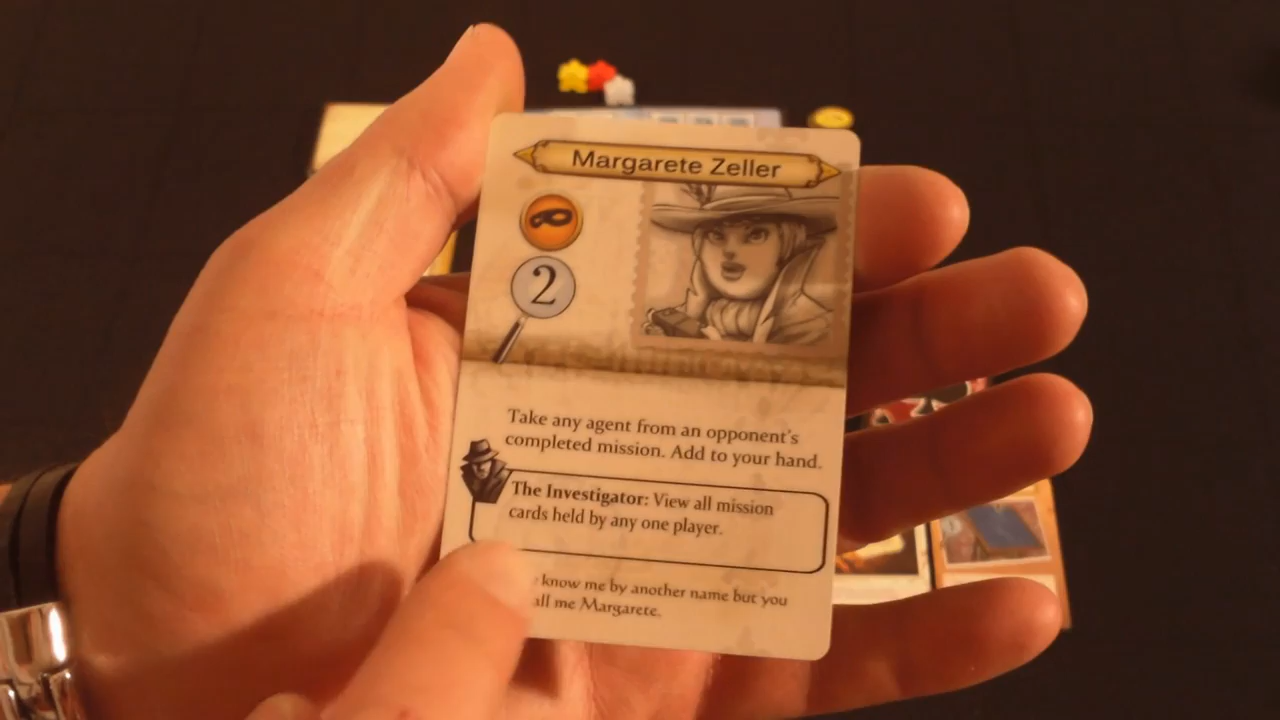 Margarete Zeller
2
Take any agent from an opponent's
completed mission. Add to your hand.
The Investigator: View all mission
cards held by any one player.
know me by another name but you
all me Margarete.